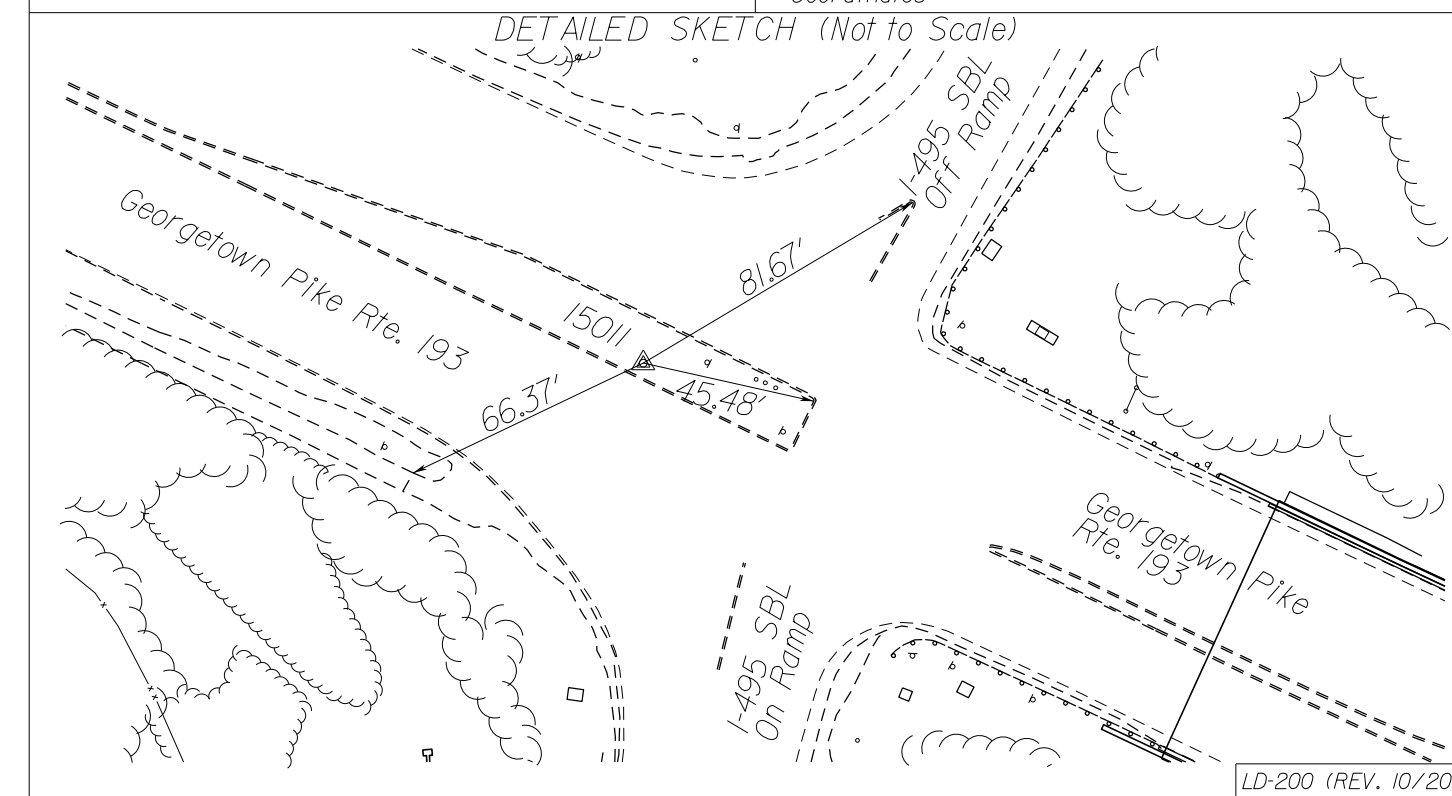 Coordinates
DETAILED SKETCH (Not to Scale)
I-495 SBL
Off Ramp
Georgetown Pike Rte. 193
81.67'
15011
66.37'
45.48'
Georgetown Pike
Rte. 193
I-495 SBL
On Ramp
LD-200 (REV. 10/20